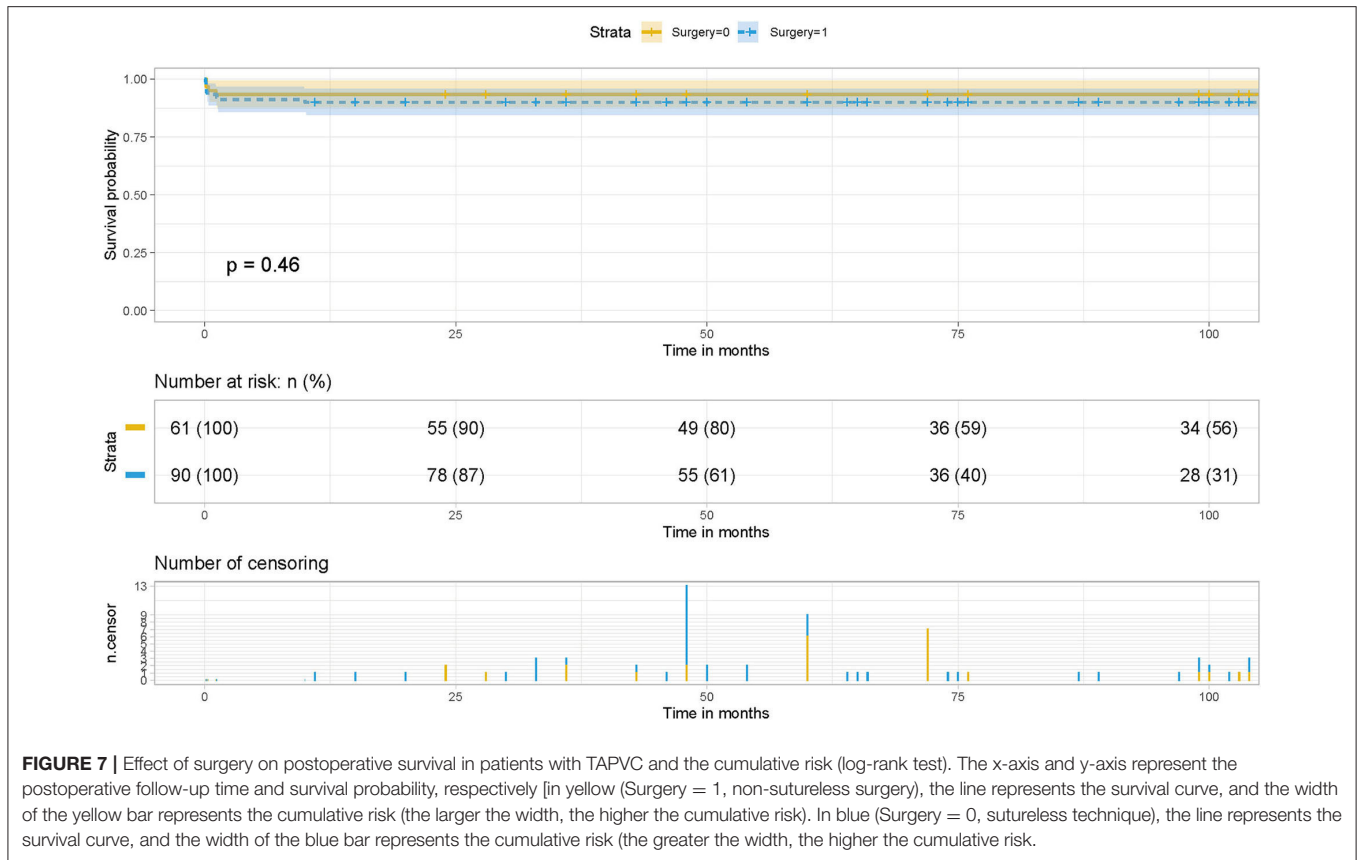 Strata Surgery=0 Surgery=1
1.00
0.75
0.50
0.25
0.00
Survival probability
p = 0.46
0 25 50 75 100
Time in months
Number at risk: n (%)
Strata
61 (100) 55 (90) 49 (80) 36 (59) 34 (56)
90 (100) 78 (87) 55 (61) 36 (40) 28 (31)
0 25 50 75 100
Time in months
Number of censoring
n.censor
13
9
8
7
6
5
4
3
2
1
0
0 25 50 75 100
Time in months
FIGURE 7 | Effect of surgery on postoperative survival in patients with TAPVC and the cumulative risk (log-rank test). The x-axis and y-axis represent the
postoperative follow-up time and survival probability, respectively [in yellow (Surgery = 1, non-sutureless surgery), the line represents the survival curve, and the width
of the yellow bar represents the cumulative risk (the larger the width, the higher the cumulative risk). In blue (Surgery = 0, sutureless technique), the line represents the
survival curve, and the width of the blue bar represents the cumulative risk (the greater the width, the higher the cumulative risk.